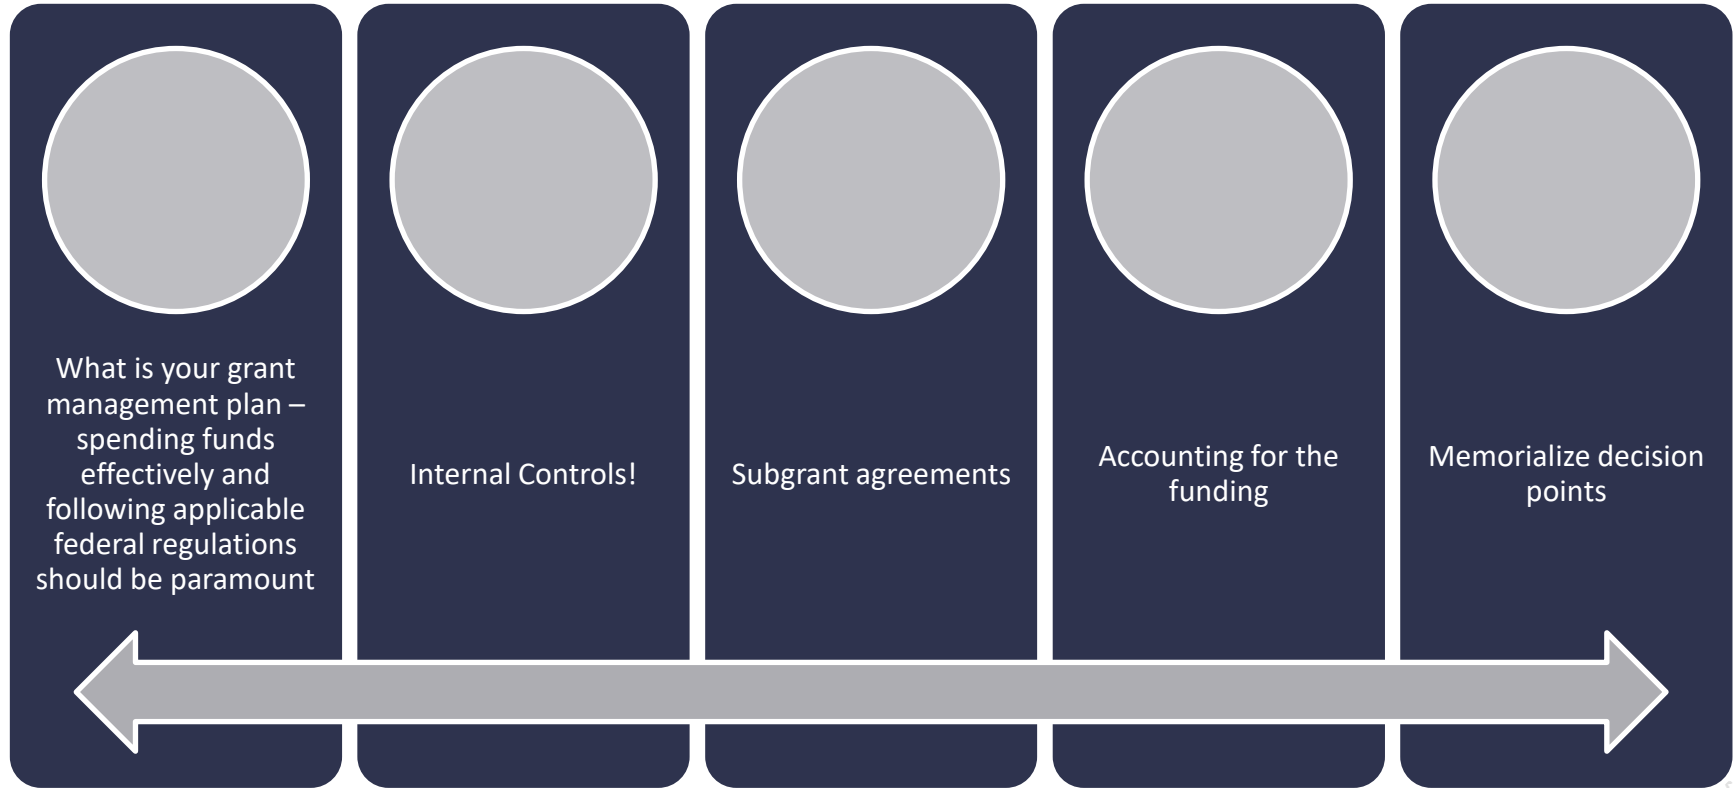 What is your grant
management plan –
spending funds
effectively and
following applicable
federal regulations
should be paramount
Internal Controls!
Subgrant agreements
Accounting for the
funding
Memorialize decision
points